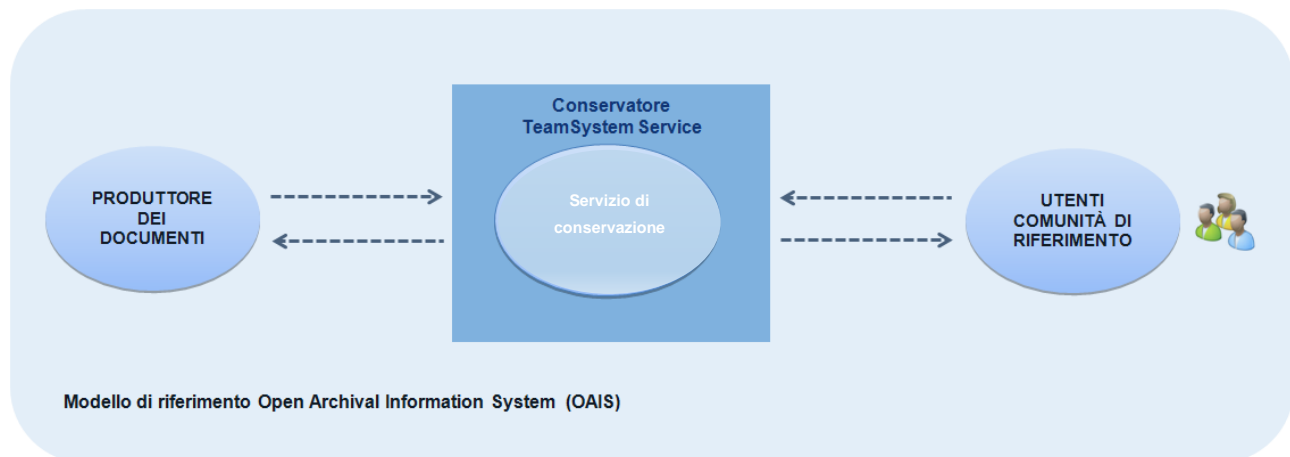 Conservatore
TeamSystem Service
PRODUTTORE
DEI
DOCUMENTI
Servizio di
conservazione
UTENTI
COMUNITÀ DI
RIFERIMENTO
Modello di riferimento Open Archival Information System (OAIS)